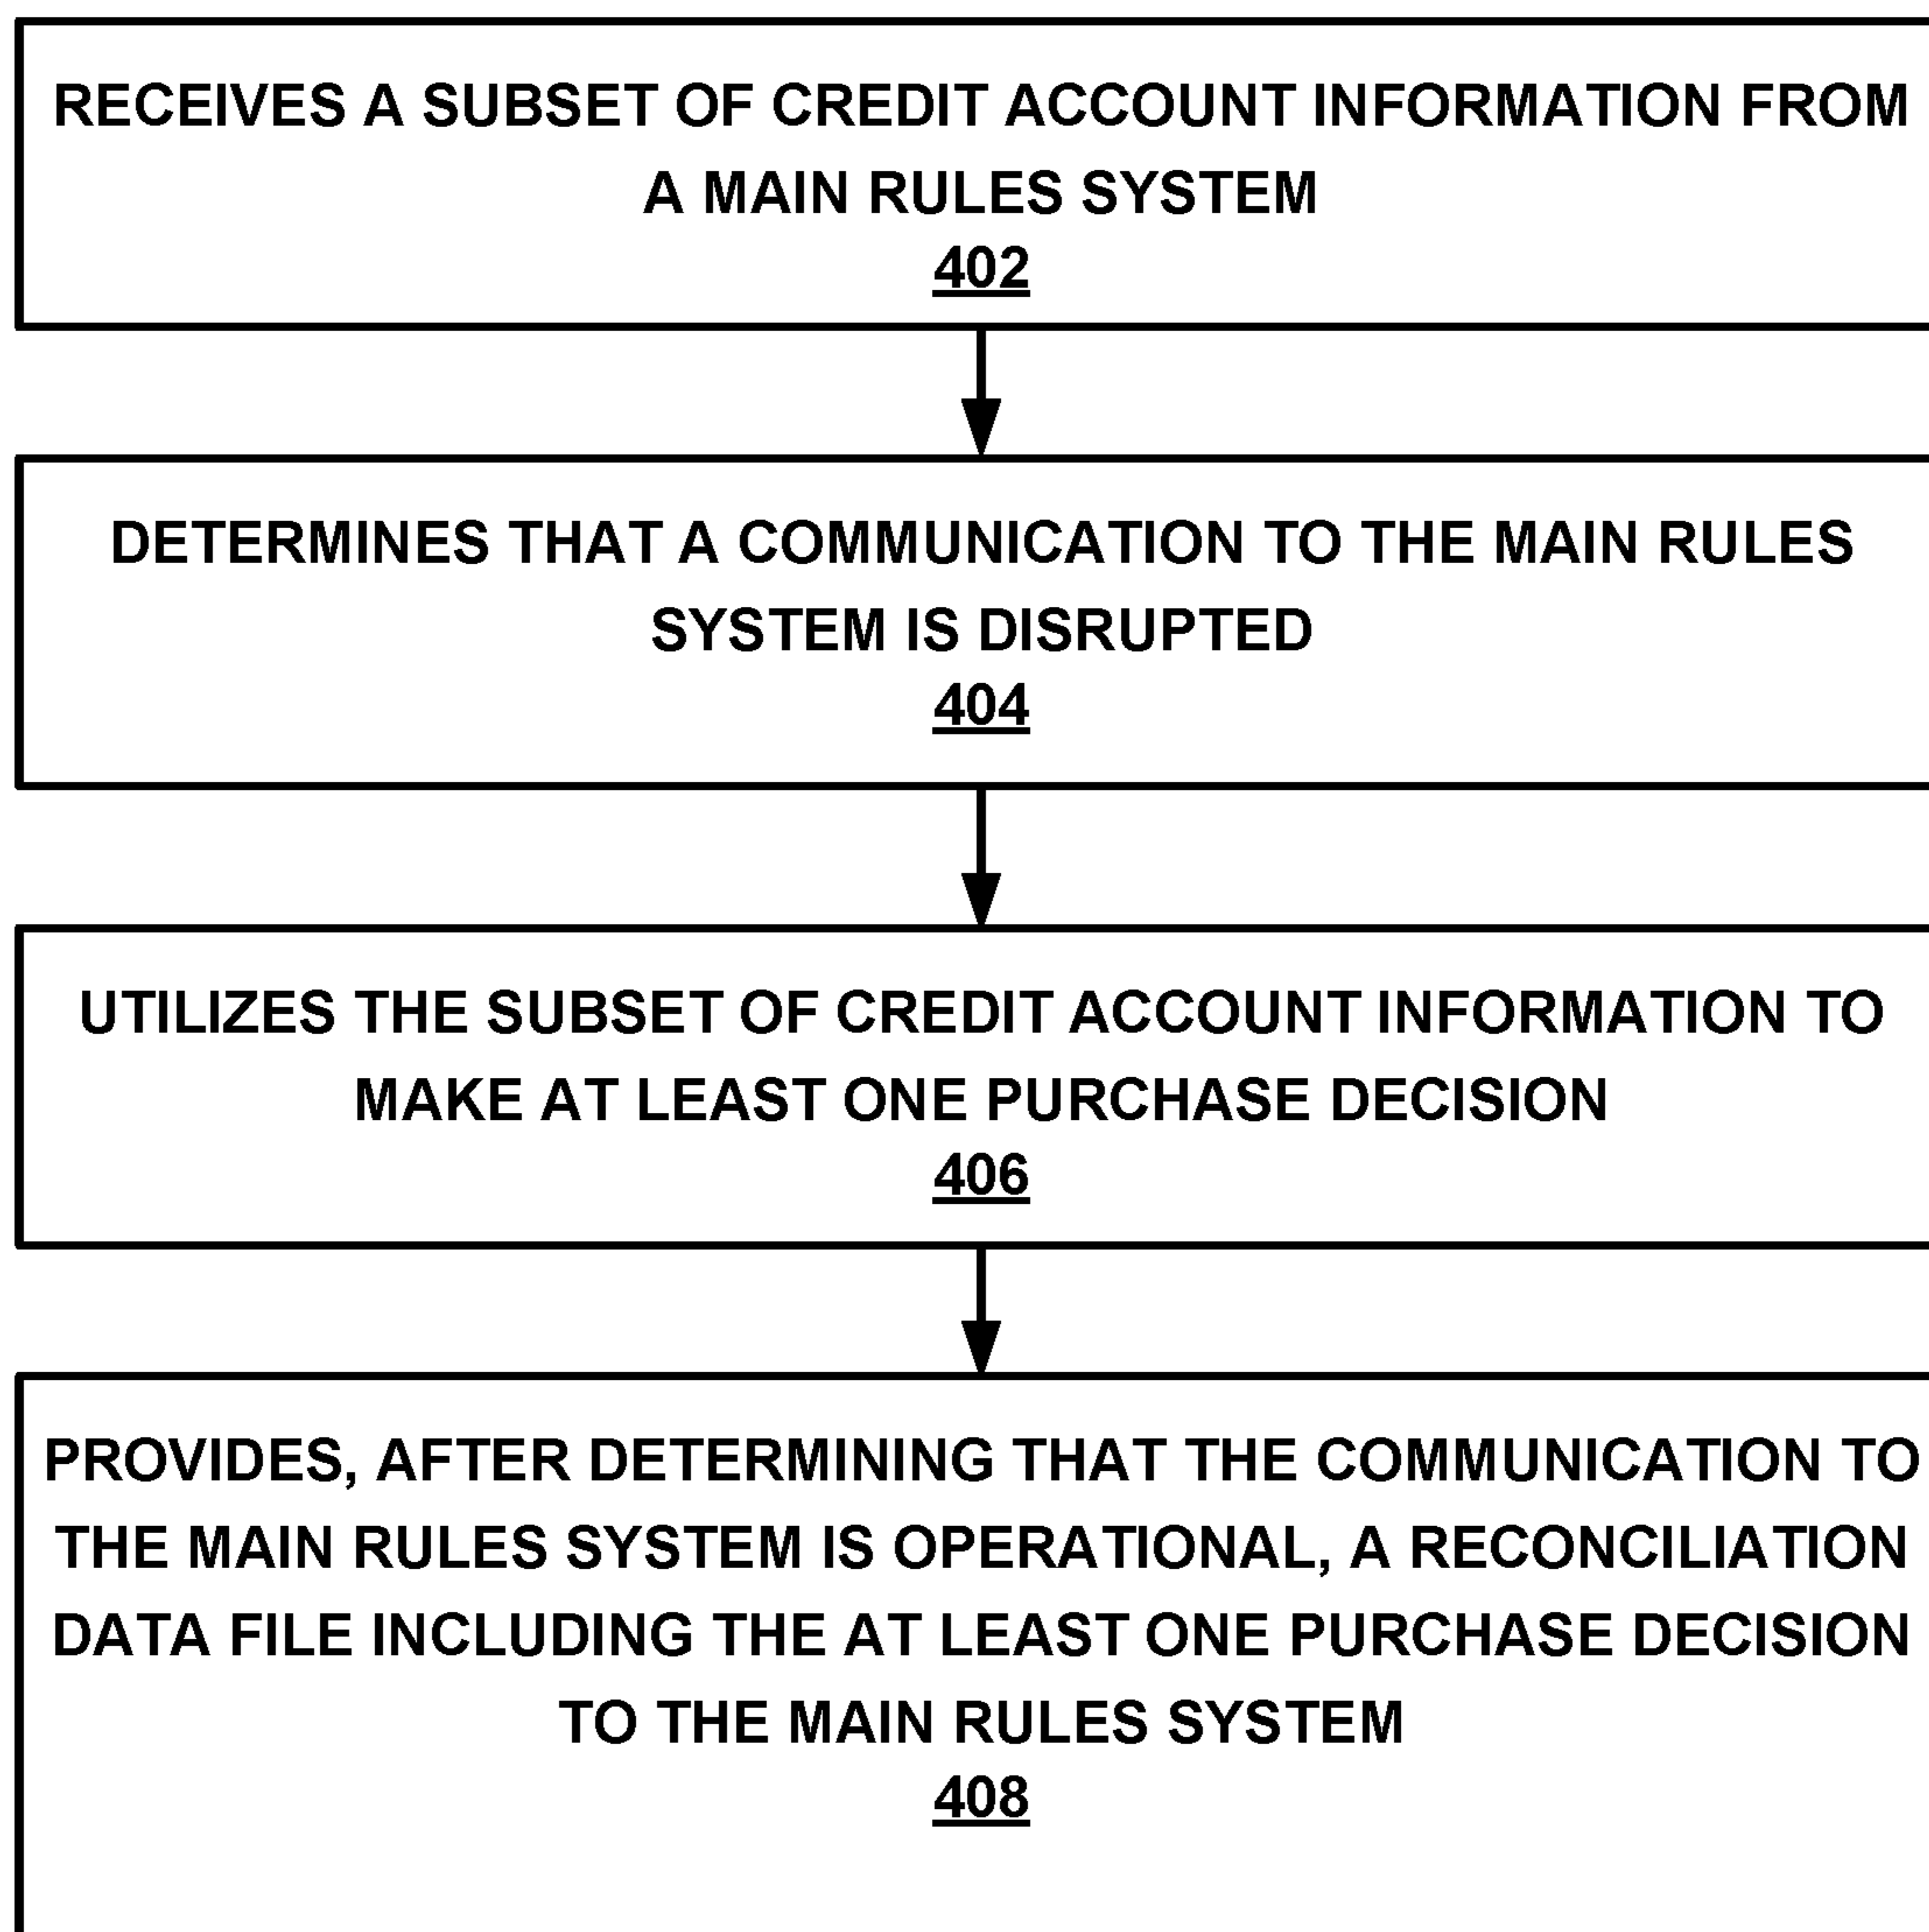 RECEIVES A SUBSET OF CREDIT ACCOUNT INFORMATION FROM
A MAIN RULES SYSTEM
402
DETERMINES THAT A COMMUNICATION TO THE MAIN RULES
SYSTEM IS DISRUPTED
404
UTILIZES THE SUBSET OF CREDIT ACCOUNT INFORMATION TO
MAKE AT LEAST ONE PURCHASE DECISION
406
PROVIDES, AFTER DETERMINING THAT THE COMMUNICATION TO
THE MAIN RULES SYSTEM IS OPERATIONAL, A RECONCILIATION
DATA FILE INCLUDING THE AT LEAST ONE PURCHASE DECISION
TO THE MAIN RULES SYSTEM
408